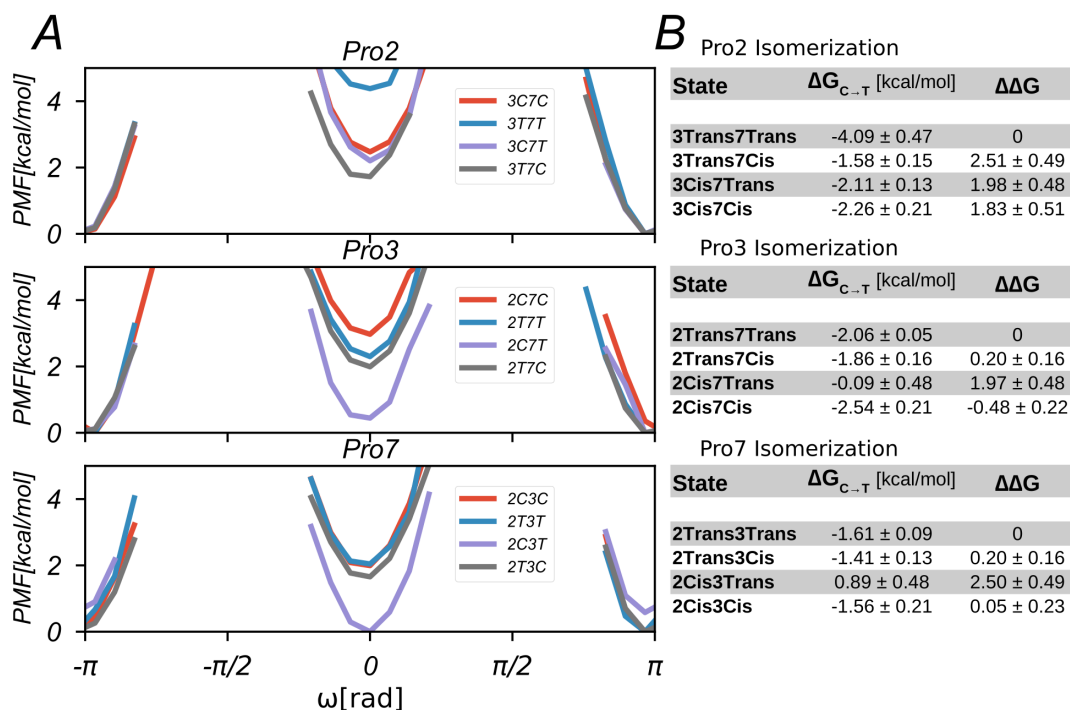 A
Pro2
PMF[kcal/mol]
4
2
0
3C7C
3T7T
3C7T
3T7C
Pro3
PMF[kcal/mol]
4
2
0
2C7C
2T7T
2C7T
2T7C
Pro7
PMF[kcal/mol]
4
2
0
2C3C
2T3T
2C3T
2T3C
-π -π/2 0 π/2 π
ω[rad]
B
Pro2 Isomerization
State ΔG C→T [kcal/mol] ΔΔG
3Trans7Trans -4.09 ± 0.47 0
3Trans7Cis -1.58 ± 0.15 2.51 ± 0.49
3Cis7Trans -2.11 ± 0.13 1.98 ± 0.48
3Cis7Cis -2.26 ± 0.21 1.83 ± 0.51
Pro3 Isomerization
State ΔG C→T [kcal/mol] ΔΔG
2Trans7Trans -2.06 ± 0.05 0
2Trans7Cis -1.86 ± 0.16 0.20 ± 0.16
2Cis7Trans -0.09 ± 0.48 1.97 ± 0.48
2Cis7Cis -2.54 ± 0.21 -0.48 ± 0.22
Pro7 Isomerization
State ΔG C→T [kcal/mol] ΔΔG
2Trans3Trans -1.61 ± 0.09 0
2Trans3Cis -1.41 ± 0.13 0.20 ± 0.16
2Cis3Trans 0.89 ± 0.48 2.50 ± 0.49
2Cis3Cis -1.56 ± 0.21 0.05 ± 0.23